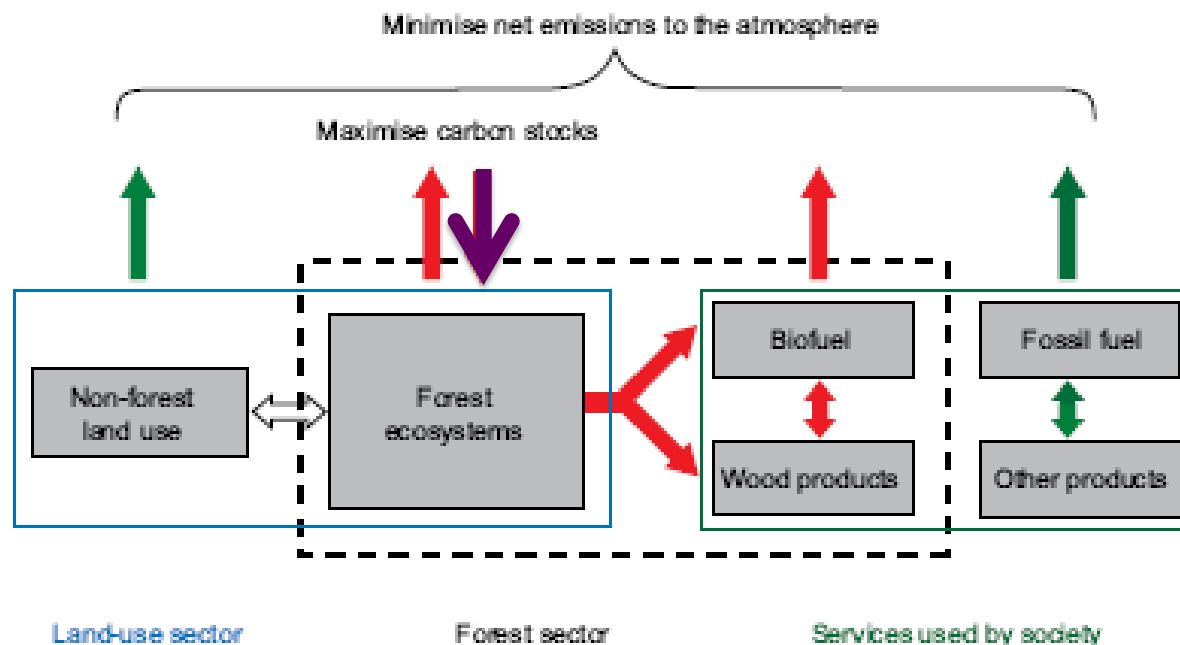 Minimise net emissions to the atmosphere
Maximise carbon stocks
Non-forest
land use
Forest
ecosystems
Biofuel
Fossil fuel
Wood products
Other products
Land-use sector
Forest sector
Services used by society